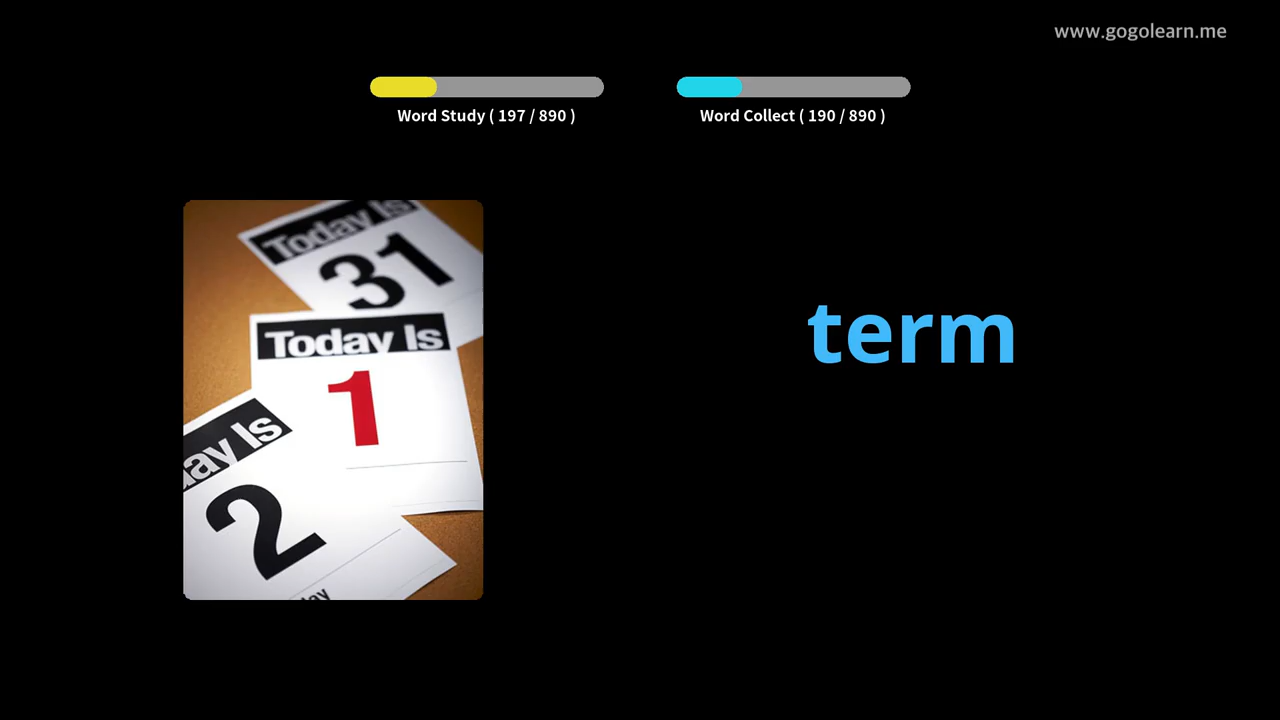 www.gogolearn.me
Word Study ( 197 / 890 )
Word Collect ( 190 / 890 )
Today Is
31
Today Is
1
ay Is
2
ay
term